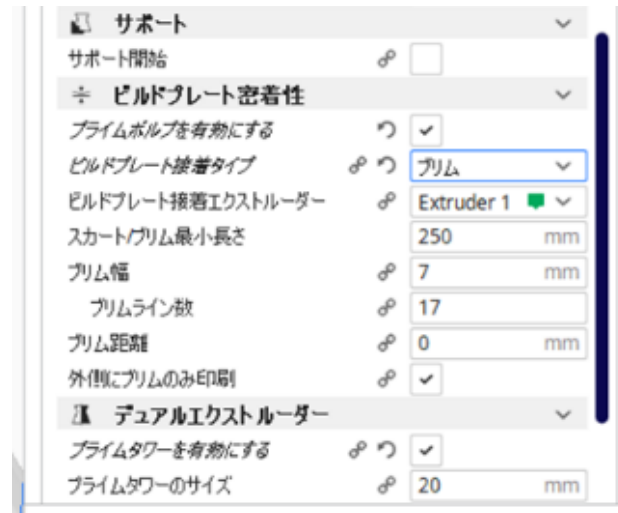 サポート
サポート開始
ビルドプレート密着性
プライムボルブを有効にする
ビルドプレート接着タイプ ブリム
ビルドプレート接着エクストルーダー Extruder 1
スカート/ブリム最小長さ 250 mm
ブリム幅 7 mm
ブリムライン数 17
ブリム距離 0 mm
外側にブリムのみ印刷
デュアルエクストルーダー
プライムタワーを有効にする
プライムタワーのサイズ 20 mm